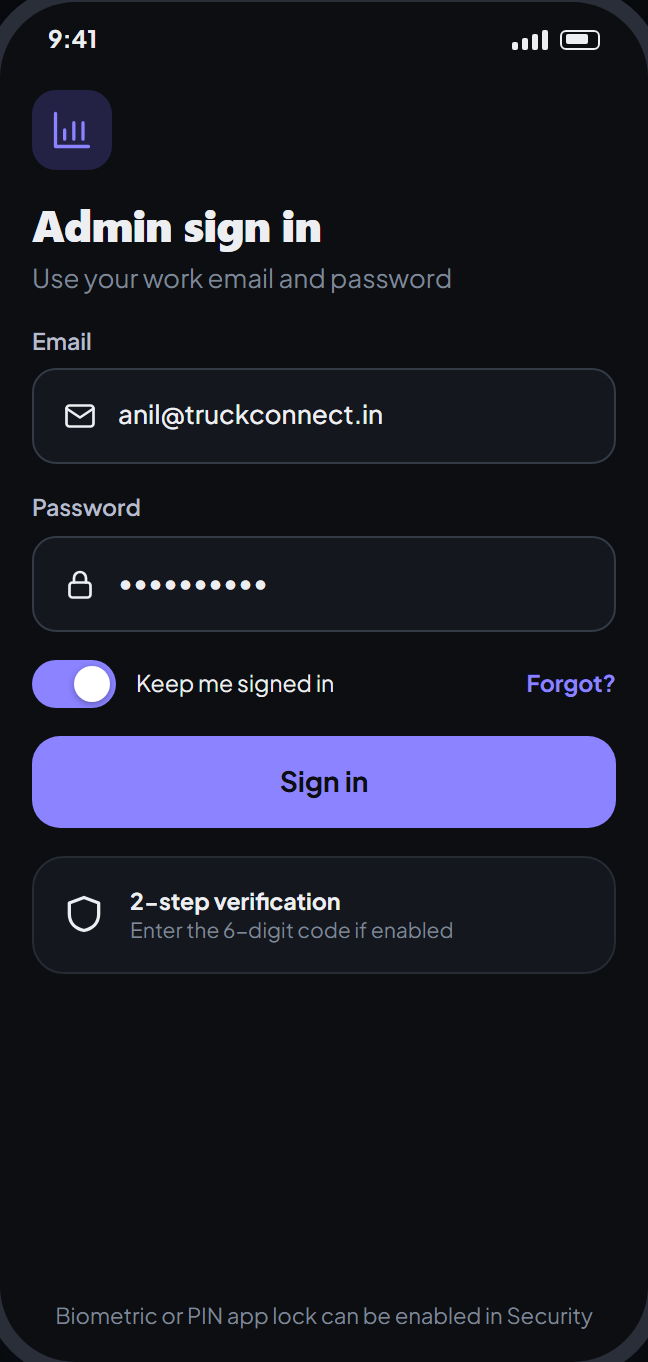 9:41
Admin sign in
Use your work email and password
Email
anil@truckconnect.in
Password
••••••••••
Keep me signed in
Forgot?
Sign in
2-step verification
Enter the 6-digit code if enabled
Biometric or PIN app lock can be enabled in Security